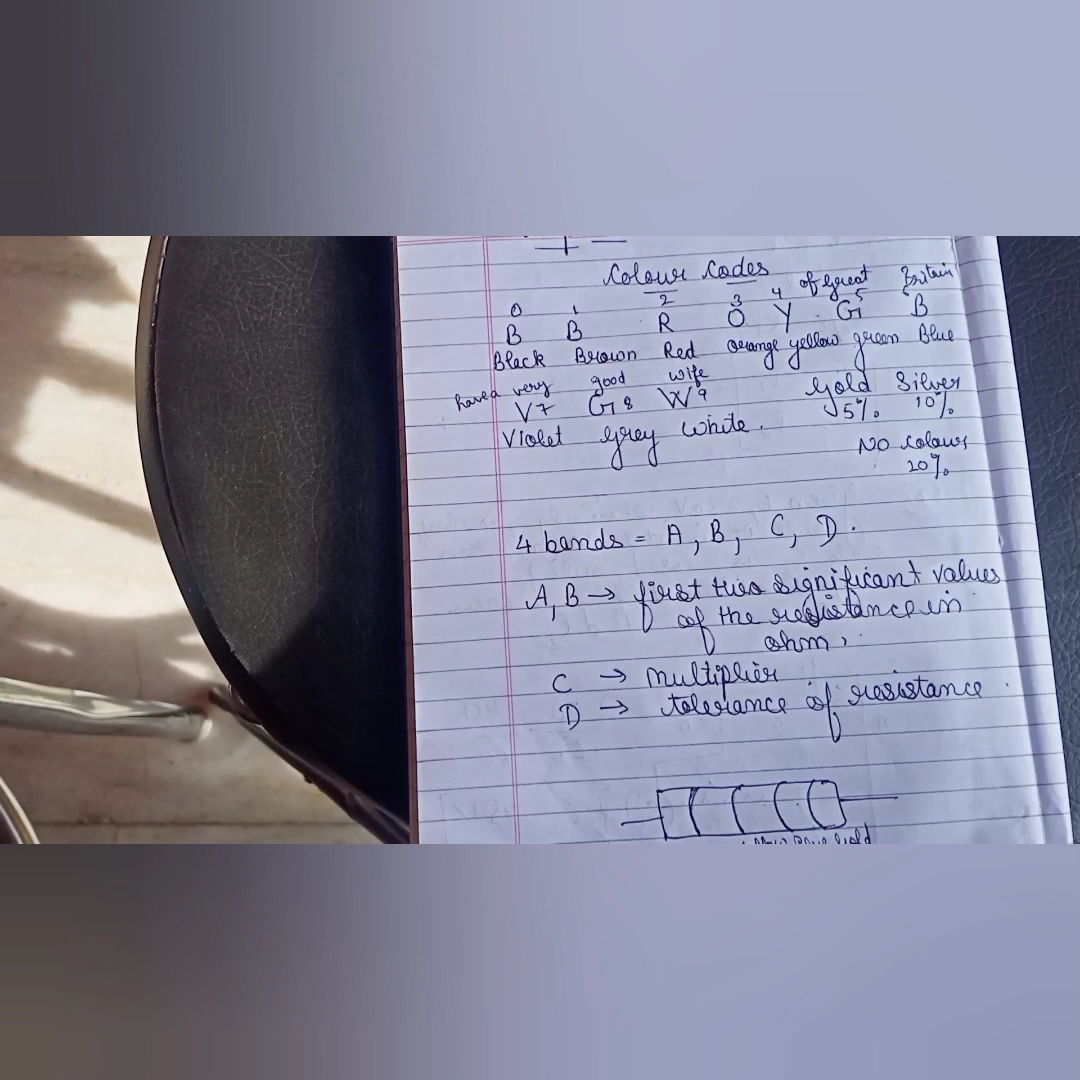 Colour Codes
of Great Britain
0 1 2 3 4 5
B B R O Y . G B
Black Brown Red orange yellow green Blue
have a very good wife
V7 G8 W9
Gold Silver
5% 10%
Violet Grey White .
No colour
20%
4 bands = A, B, C, D .
A, B → first two significant values
of the resistance in
ohm,
C → multiplier
D → tolerance of resistance .
Gold